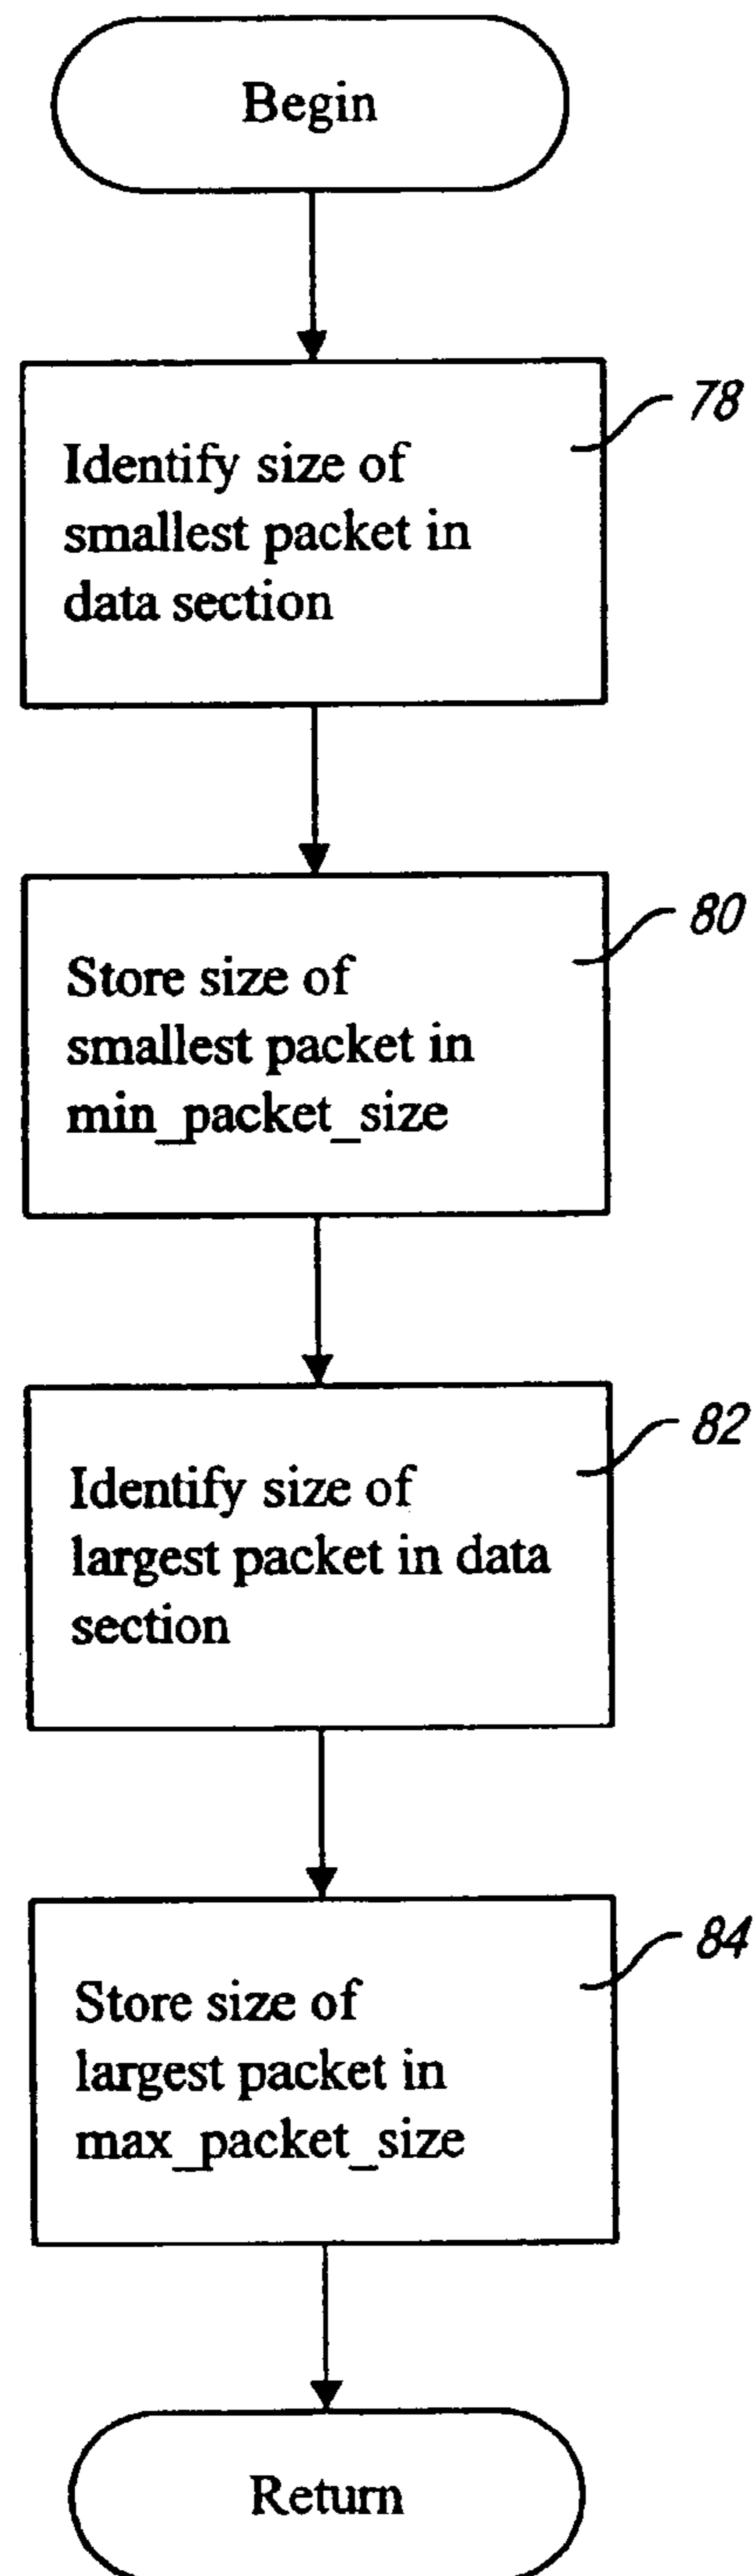 Begin
78
Identify size of
smallest packet in
data section
80
Store size of
smallest packet in
min_packet_size
82
Identify size of
largest packet in data
section
84
Store size of
largest packet in
max_packet_size
Return